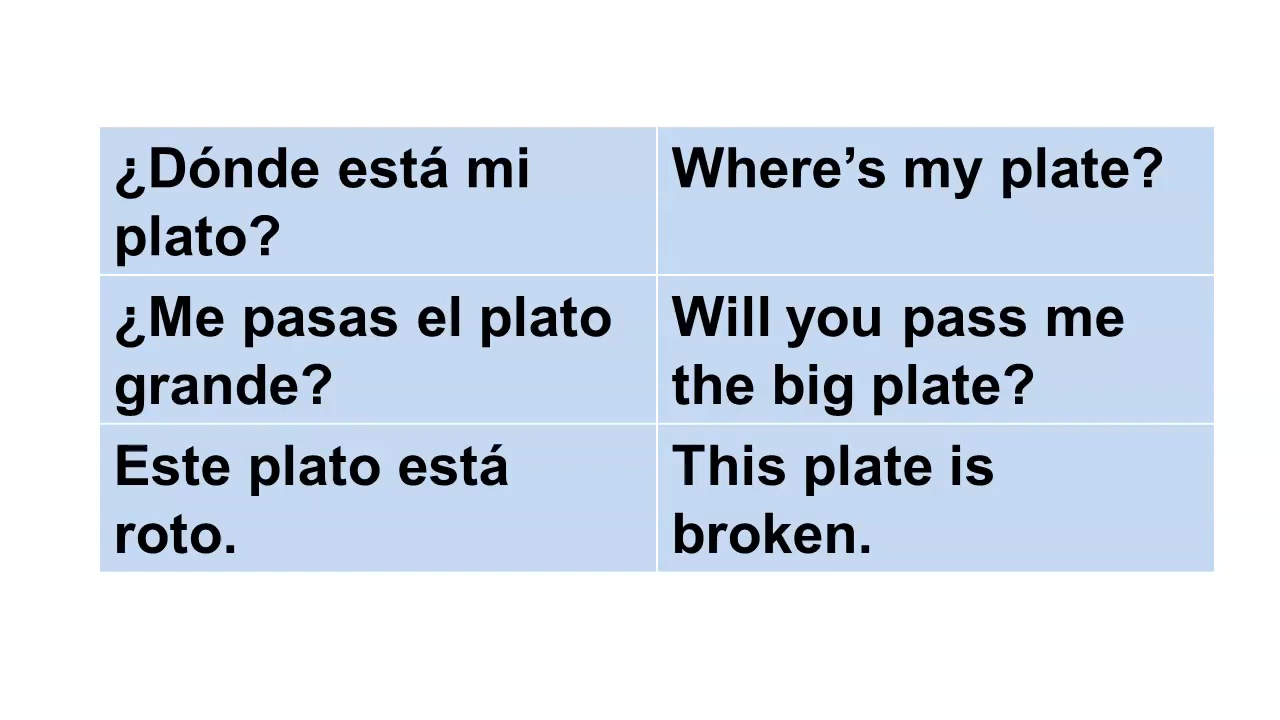 ¿Dónde está mi
plato?
Where’s my plate?
¿Me pasas el plato
grande?
Will you pass me
the big plate?
Este plato está
roto.
This plate is
broken.